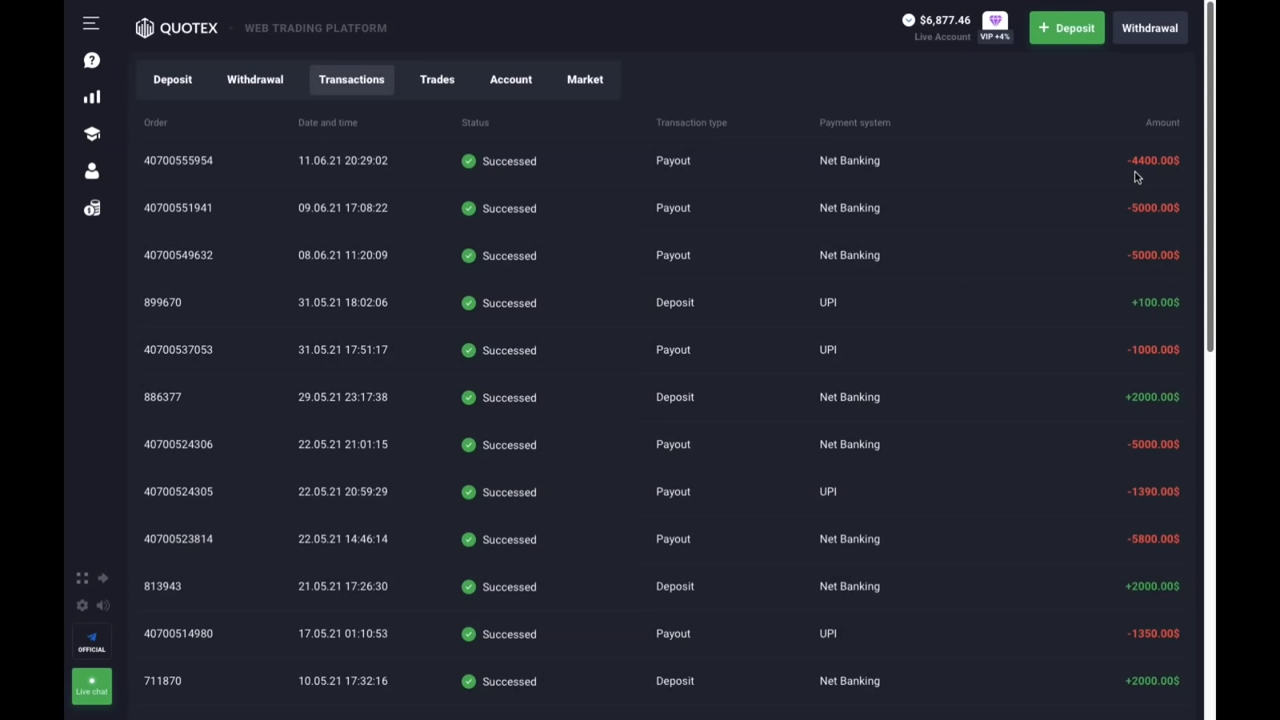 QUOTEX - WEB TRADING PLATFORM
$6,877.46
Live Account
VIP +4%
+ Deposit
Withdrawal
Deposit Withdrawal Transactions Trades Account Market
Order Date and time Status Transaction type Payment system Amount
40700555954 11.06.21 20:29:02 Successed Payout Net Banking -4400.00$
40700551941 09.06.21 17:08:22 Successed Payout Net Banking -5000.00$
40700549632 08.06.21 11:20:09 Successed Payout Net Banking -5000.00$
899670 31.05.21 18:02:06 Successed Deposit UPI +100.00$
40700537053 31.05.21 17:51:17 Successed Payout UPI -1000.00$
886377 29.05.21 23:17:38 Successed Deposit Net Banking +2000.00$
40700524306 22.05.21 21:01:15 Successed Payout Net Banking -5000.00$
40700524305 22.05.21 20:59:29 Successed Payout UPI -1390.00$
40700523814 22.05.21 14:46:14 Successed Payout Net Banking -5800.00$
813943 21.05.21 17:26:30 Successed Deposit Net Banking +2000.00$
40700514980 17.05.21 01:10:53 Successed Payout UPI -1350.00$
711870 10.05.21 17:32:16 Successed Deposit Net Banking +2000.00$
OFFICIAL
Live chat